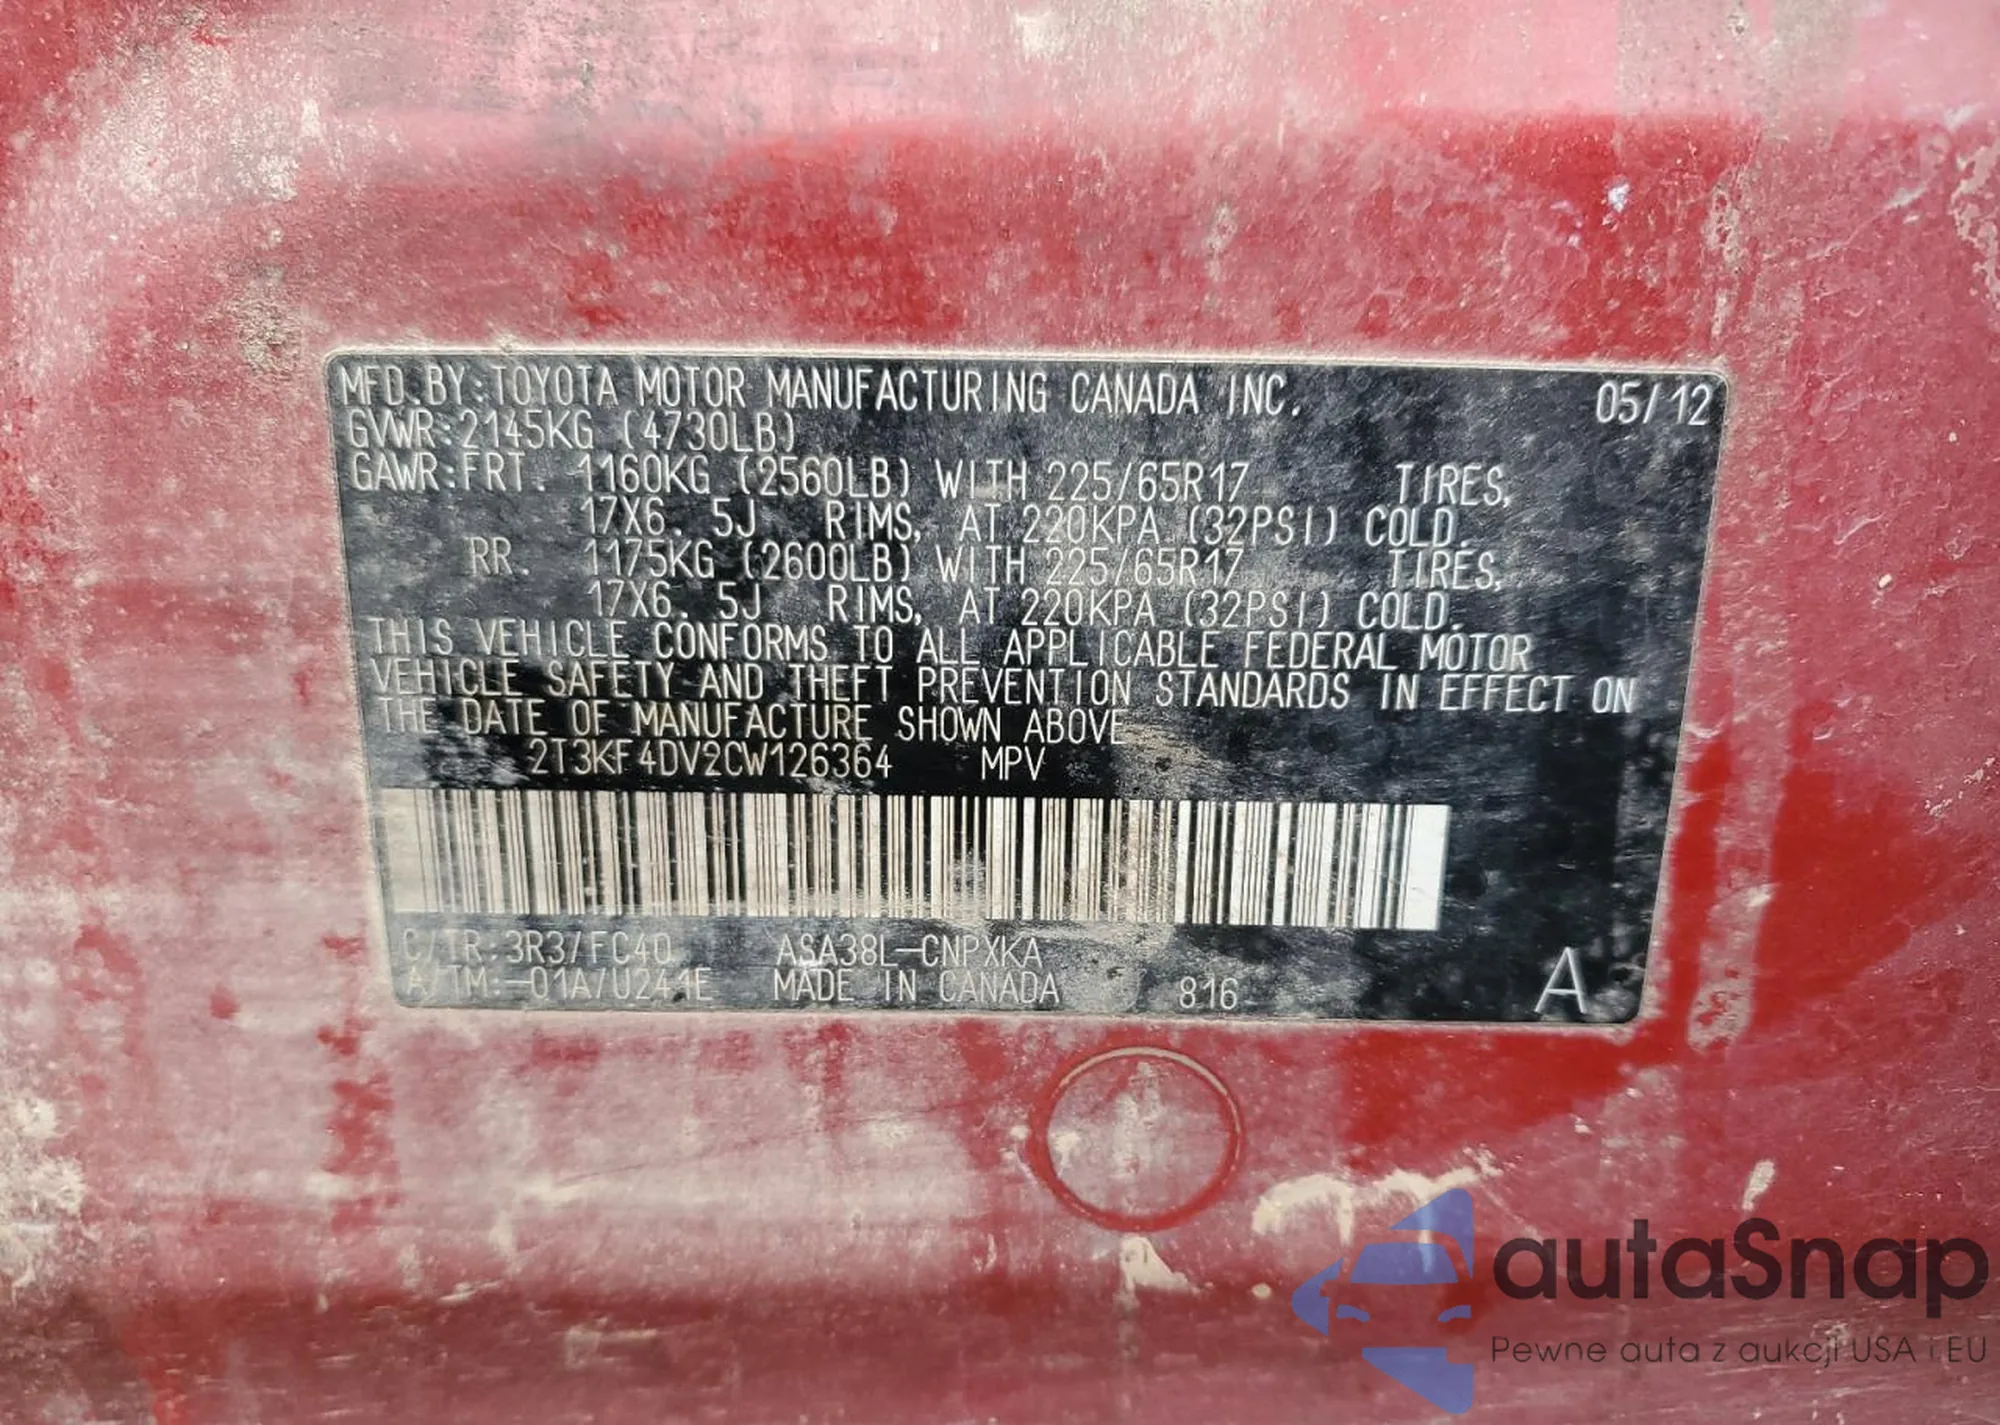 MFD.BY:TOYOTA MOTOR MANUFACTURING CANADA INC. 05/12
GVWR:2145KG (4730LB)
GAWR:FRT. 1160KG (2560LB) WITH 225/65R17 TIRES,
17X6. 5J RIMS, AT 220KPA (32PSI) COLD.
RR. 1175KG (2600LB) WITH 225/65R17 TIRES,
17X6. 5J RIMS, AT 220KPA (32PSI) COLD.
THIS VEHICLE CONFORMS TO ALL APPLICABLE FEDERAL MOTOR
VEHICLE SAFETY AND THEFT PREVENTION STANDARDS IN EFFECT ON
THE DATE OF MANUFACTURE SHOWN ABOVE
2T3KF4DV2CW126364 MPV
C/TR:3R3/FC40 ASA38L-CNPXKA
A/TM:-01A/U241E MADE IN CANADA 816 A
autaSnap
Pewne auta z aukcji USA i EU